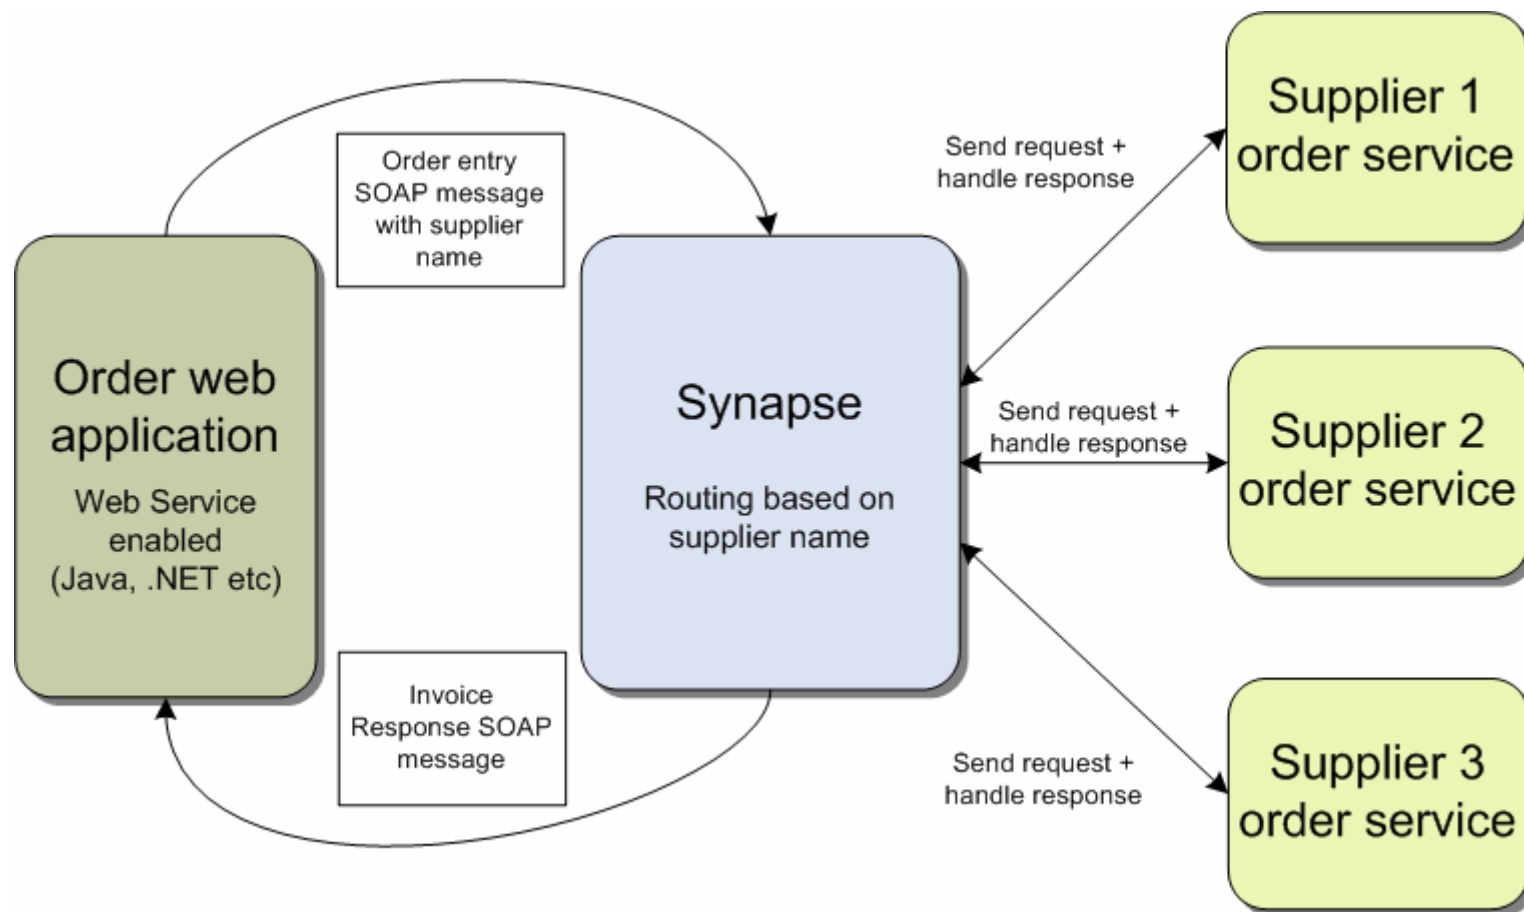 Order entry
SOAP message
with supplier
name
Order web
application
Web Service
enabled
(Java, .NET etc)
Invoice
Response SOAP
message
Synapse
Routing based on
supplier name
Send request +
handle response
Supplier 1
order service
Send request +
handle response
Supplier 2
order service
Send request +
handle response
Supplier 3
order service